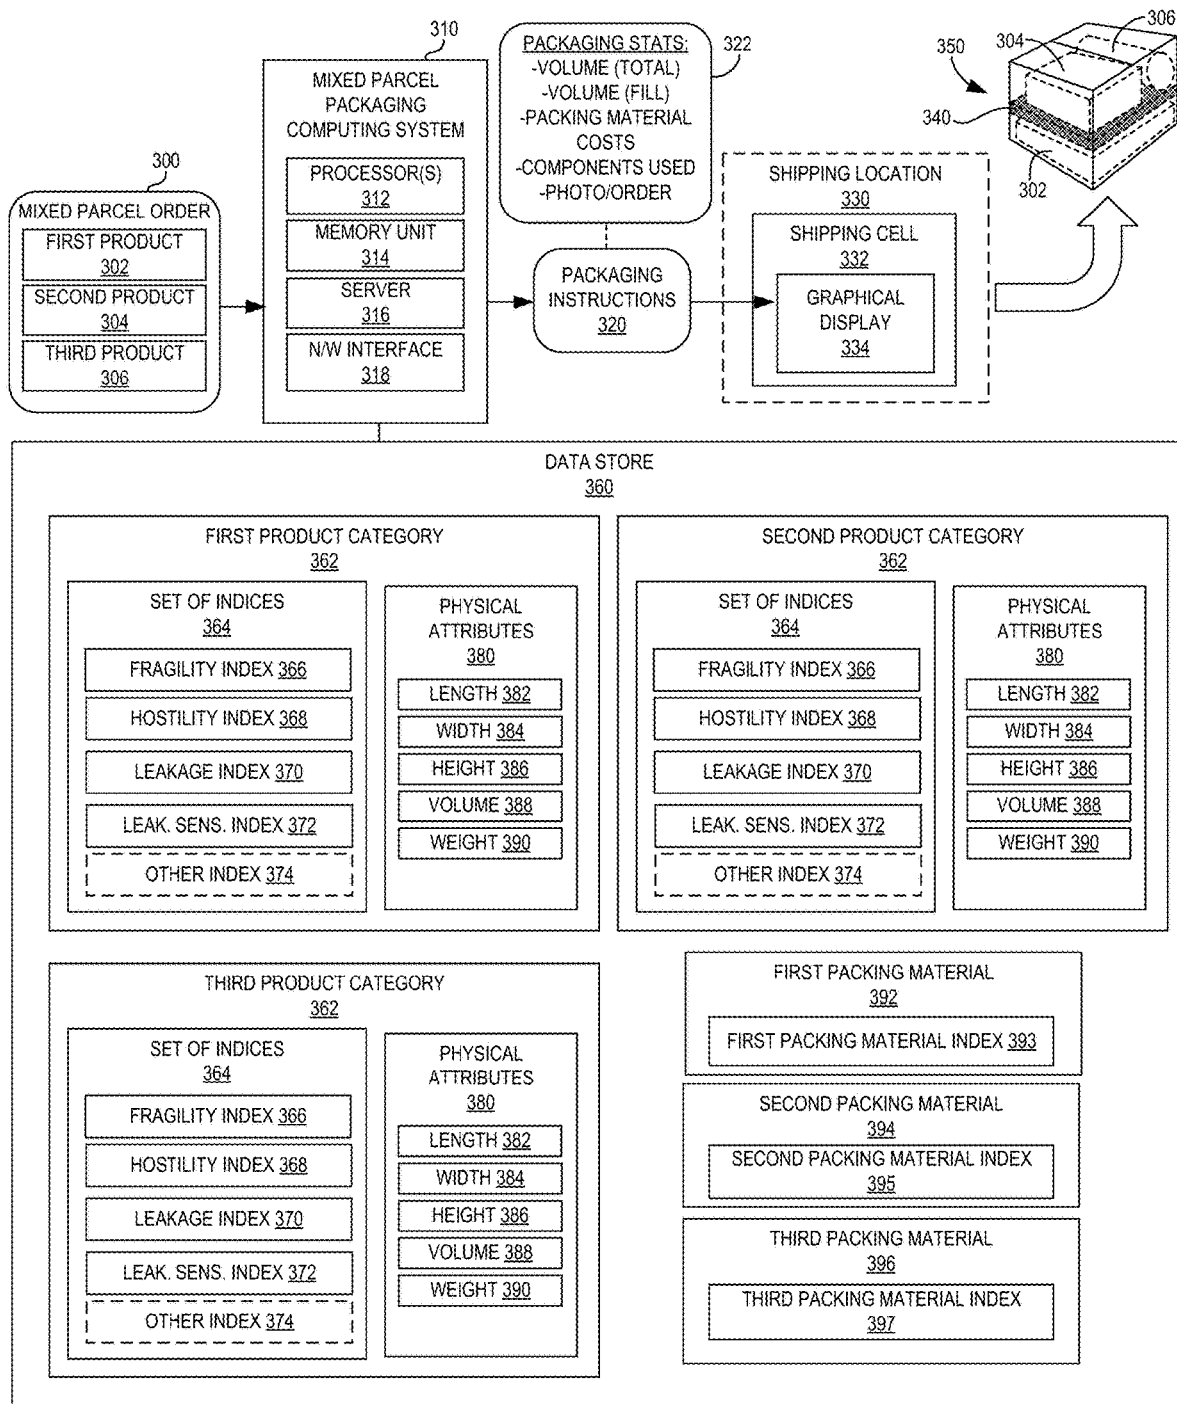 300
MIXED PARCEL ORDER
FIRST PRODUCT
302
SECOND PRODUCT
304
THIRD PRODUCT
306
310
MIXED PARCEL
PACKAGING
COMPUTING SYSTEM
PROCESSOR(S)
312
MEMORY UNIT
314
SERVER
316
N/W INTERFACE
318
PACKAGING STATS:
-VOLUME (TOTAL)
-VOLUME (FILL)
-PACKING MATERIAL
COSTS
-COMPONENTS USED
-PHOTO/ORDER
322
PACKAGING
INSTRUCTIONS
320
SHIPPING LOCATION
330
SHIPPING CELL
332
GRAPHICAL
DISPLAY
334
306
304
350
340
302
DATA STORE
360
FIRST PRODUCT CATEGORY
362
SET OF INDICES
364
FRAGILITY INDEX 366
HOSTILITY INDEX 368
LEAKAGE INDEX 370
LEAK. SENS. INDEX 372
OTHER INDEX 374
PHYSICAL
ATTRIBUTES
380
LENGTH 382
WIDTH 384
HEIGHT 386
VOLUME 388
WEIGHT 390
SECOND PRODUCT CATEGORY
362
SET OF INDICES
364
FRAGILITY INDEX 366
HOSTILITY INDEX 368
LEAKAGE INDEX 370
LEAK. SENS. INDEX 372
OTHER INDEX 374
PHYSICAL
ATTRIBUTES
380
LENGTH 382
WIDTH 384
HEIGHT 386
VOLUME 388
WEIGHT 390
THIRD PRODUCT CATEGORY
362
SET OF INDICES
364
FRAGILITY INDEX 366
HOSTILITY INDEX 368
LEAKAGE INDEX 370
LEAK. SENS. INDEX 372
OTHER INDEX 374
PHYSICAL
ATTRIBUTES
380
LENGTH 382
WIDTH 384
HEIGHT 386
VOLUME 388
WEIGHT 390
FIRST PACKING MATERIAL
392
FIRST PACKING MATERIAL INDEX 393
SECOND PACKING MATERIAL
394
SECOND PACKING MATERIAL INDEX
395
THIRD PACKING MATERIAL
396
THIRD PACKING MATERIAL INDEX
397